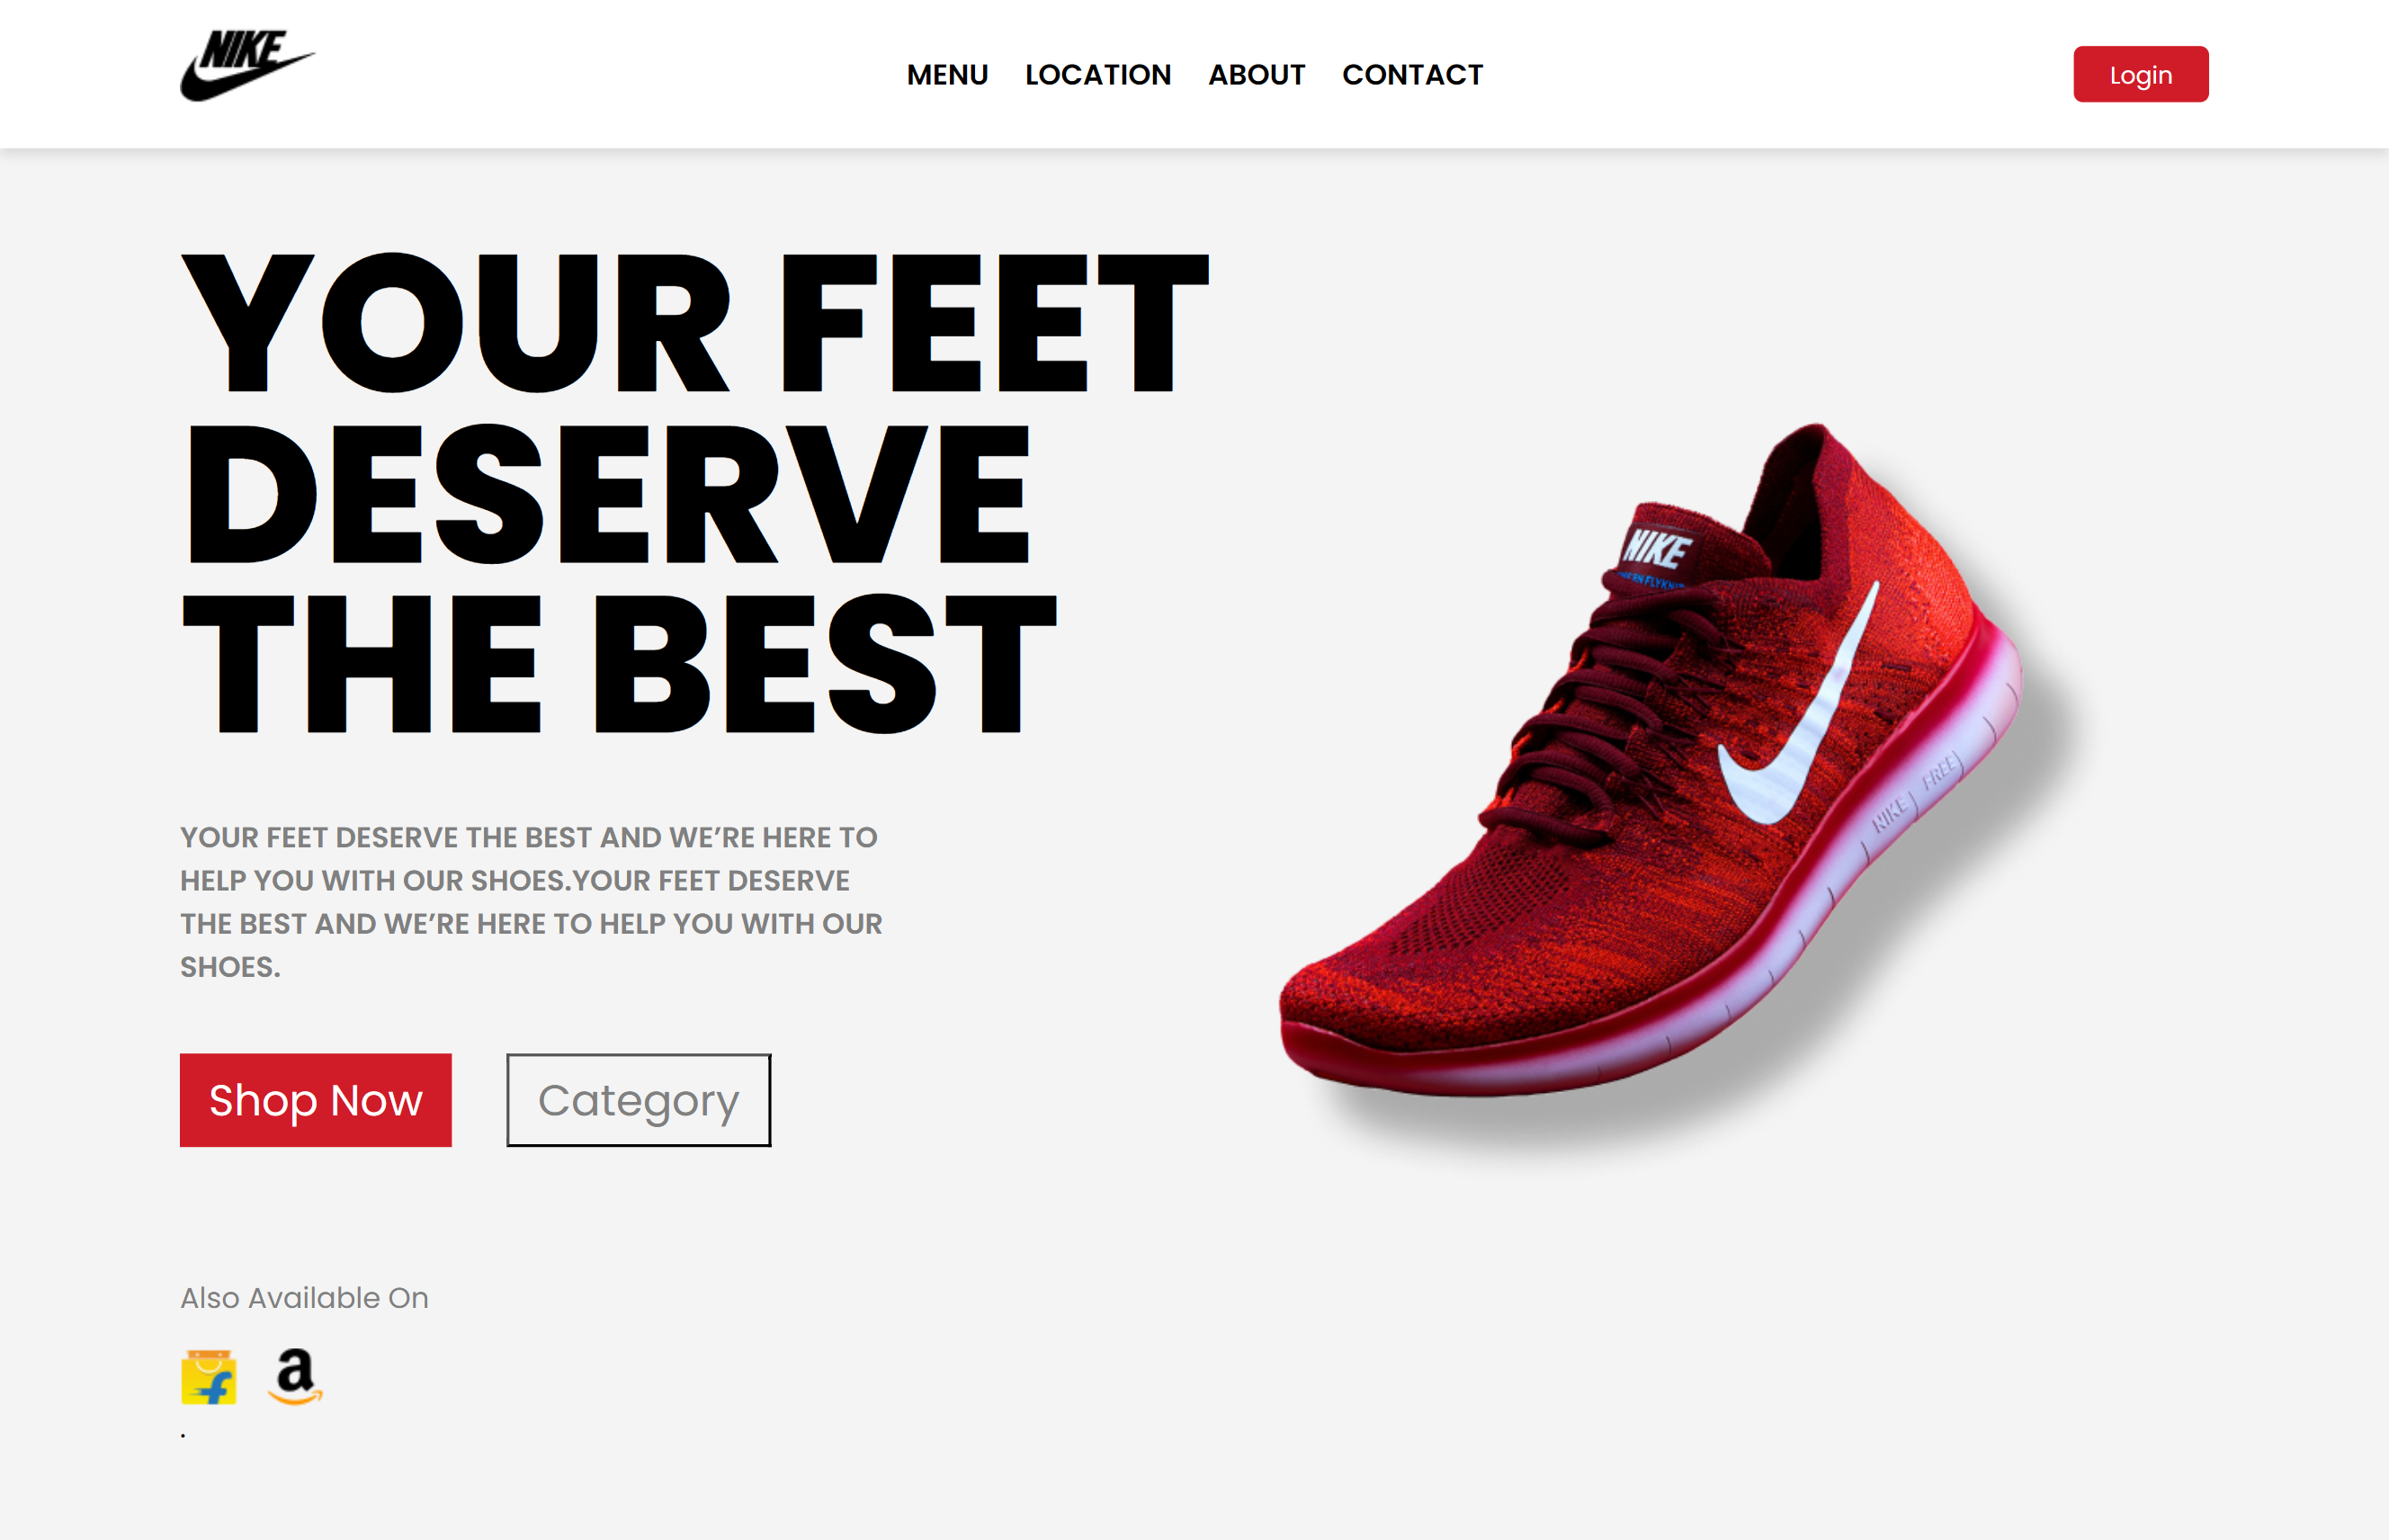 NIKE
MENU LOCATION ABOUT CONTACT
Login
YOUR FEET
DESERVE
THE BEST
NIKE
NIKE FREE
YOUR FEET DESERVE THE BEST AND WE’RE HERE TO
HELP YOU WITH OUR SHOES.YOUR FEET DESERVE
THE BEST AND WE’RE HERE TO HELP YOU WITH OUR
SHOES.
Shop Now Category
Also Available On
f a
.